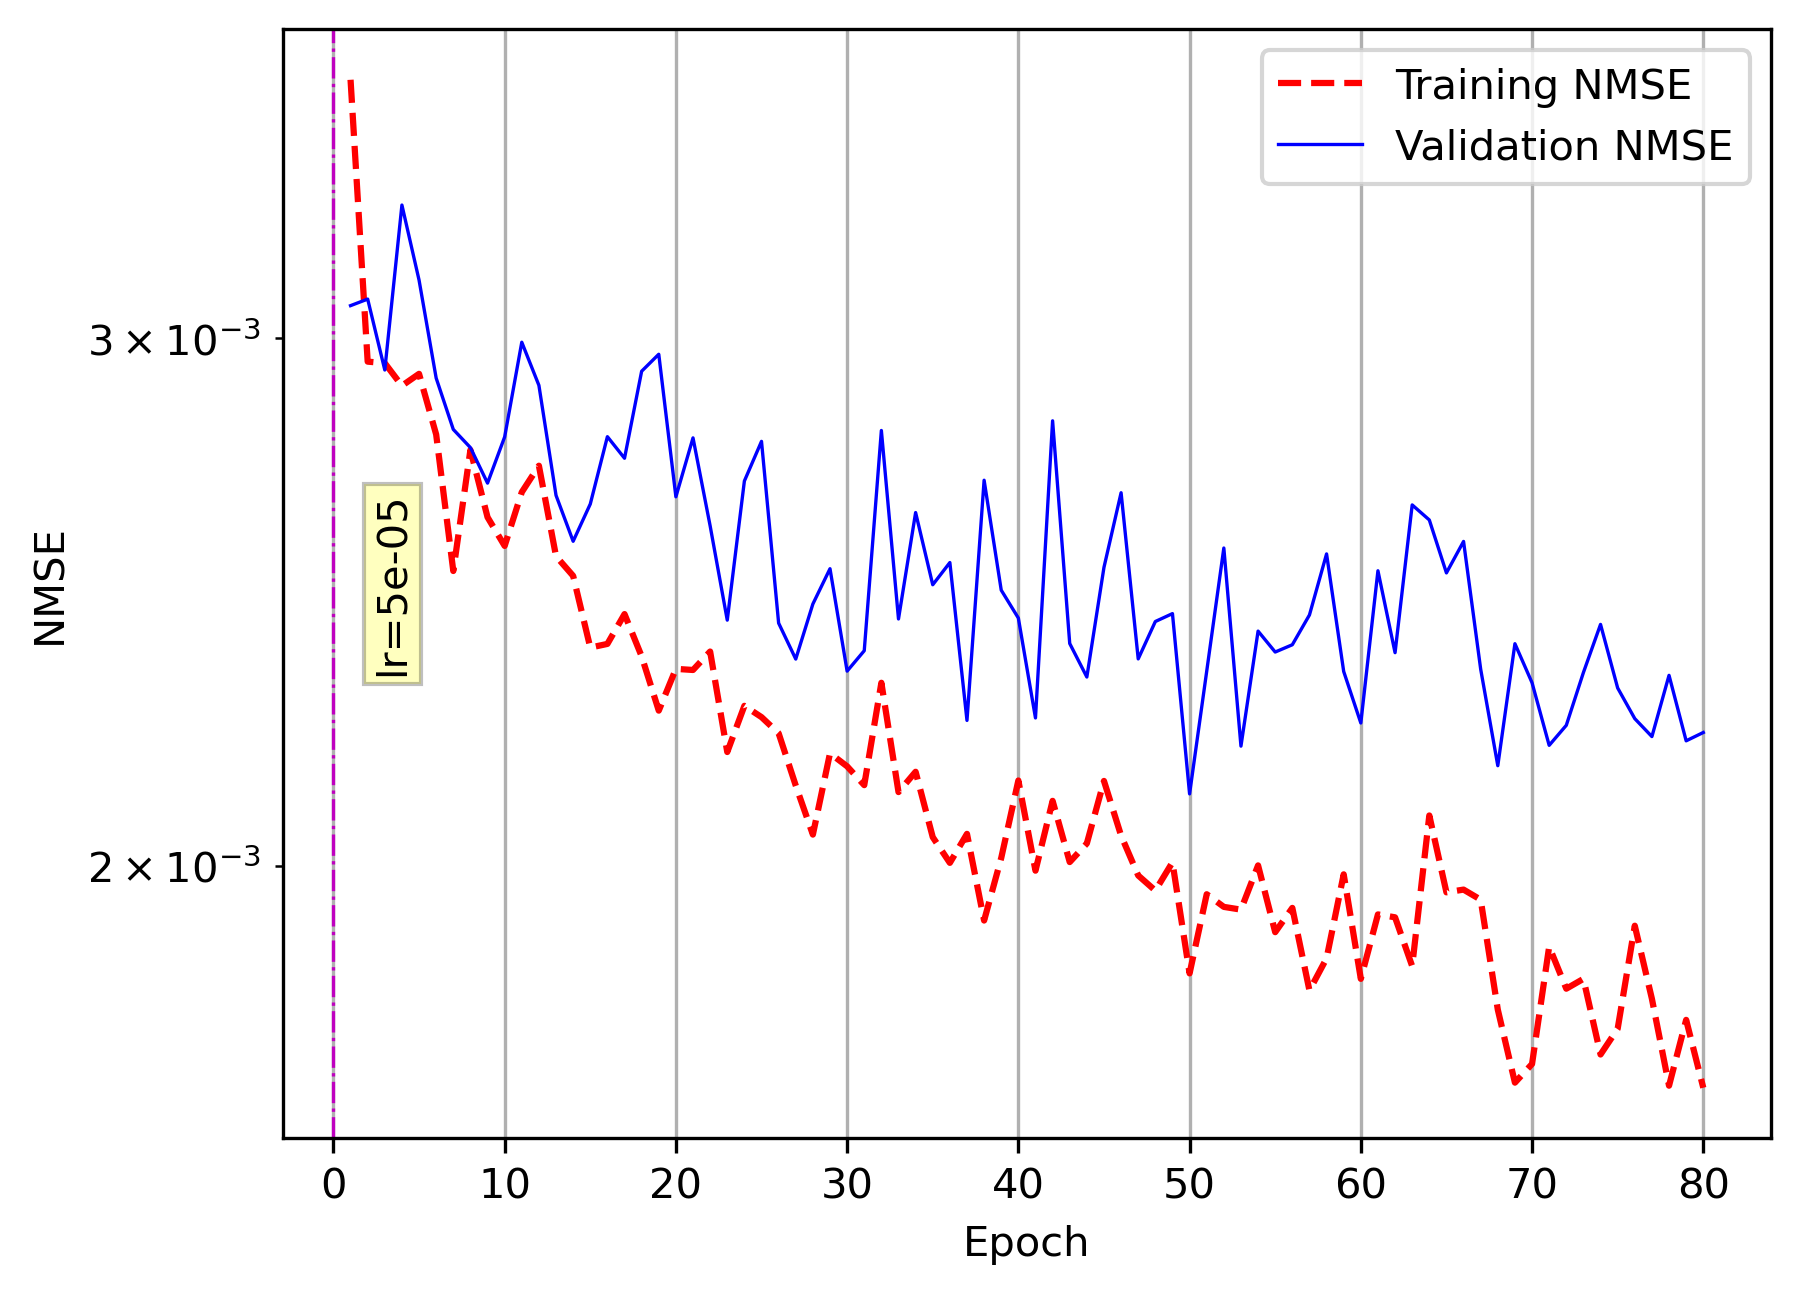 Training NMSE
Validation NMSE
3 × 10⁻³
2 × 10⁻³
NMSE
lr=5e-05
0 10 20 30 40 50 60 70 80
Epoch